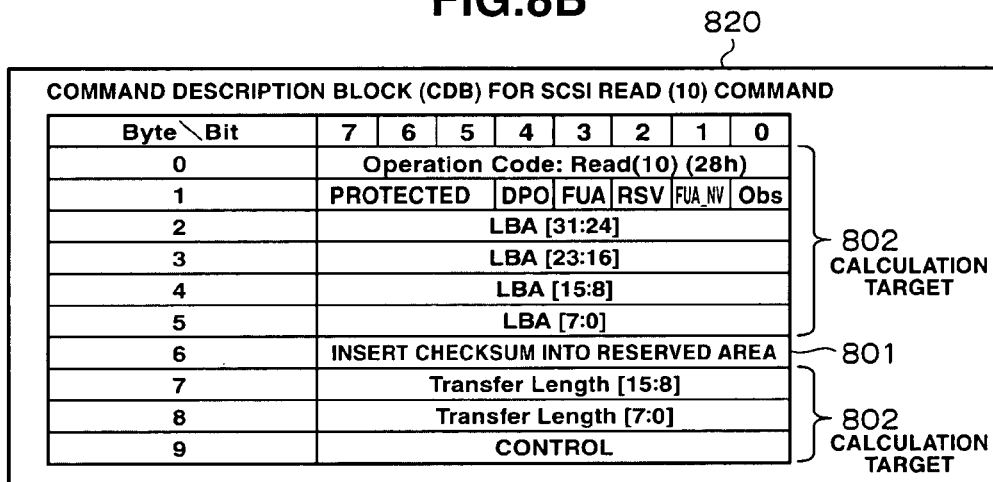 FIG.8B
820
COMMAND DESCRIPTION BLOCK (CDB) FOR SCSI READ (10) COMMAND
Byte\Bit 7 6 5 4 3 2 1 0
0 Operation Code: Read(10) (28h)
1 PROTECTED DPO FUA RSV FUA_NV Obs
2 LBA [31:24]
3 LBA [23:16]
4 LBA [15:8]
5 LBA [7:0]
802
CALCULATION
TARGET
6 INSERT CHECKSUM INTO RESERVED AREA 801
7 Transfer Length [15:8]
8 Transfer Length [7:0]
9 CONTROL
802
CALCULATION
TARGET